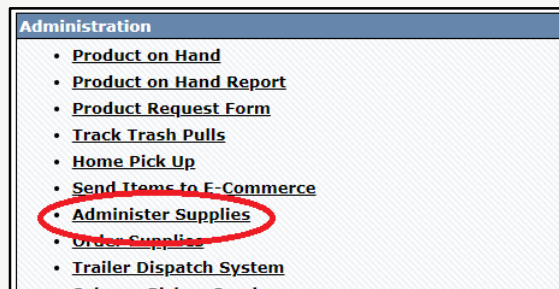 Administration
Product on Hand
Product on Hand Report
Product Request Form
Track Trash Pulls
Home Pick Up
Send Items to E-Commerce
Administer Supplies
Order Supplies
Trailer Dispatch System